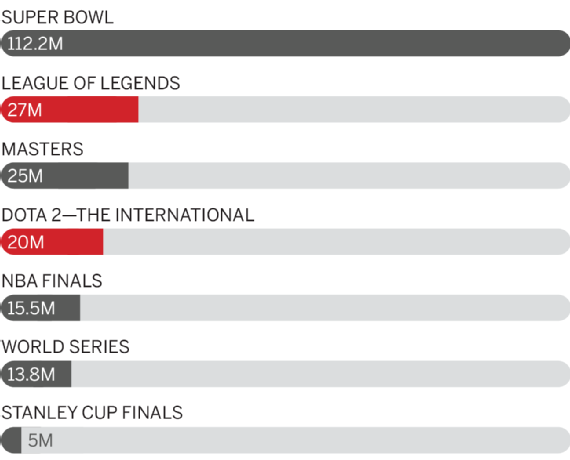 SUPER BOWL
112.2M
LEAGUE OF LEGENDS
27M
MASTERS
25M
DOTA 2—THE INTERNATIONAL
20M
NBA FINALS
15.5M
WORLD SERIES
13.8M
STANLEY CUP FINALS
5M